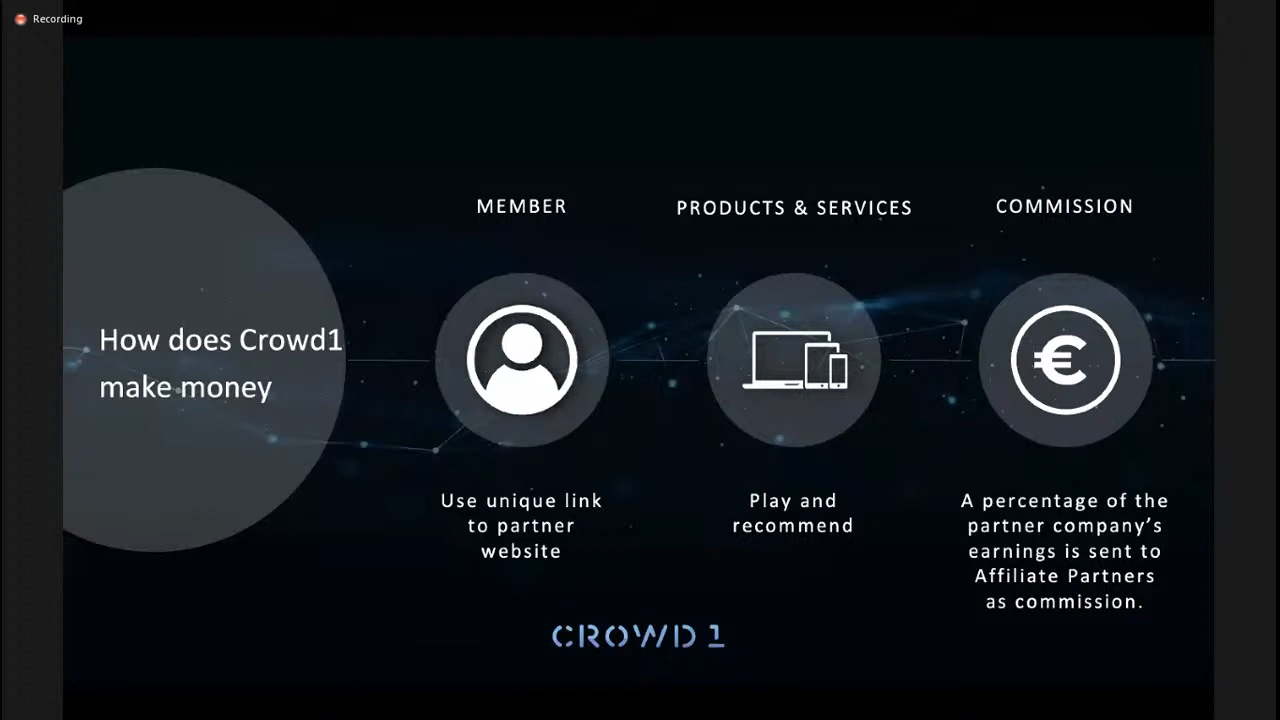 Recording
How does Crowd1
make money
MEMBER
Use unique link
to partner
website
PRODUCTS & SERVICES
Play and
recommend
COMMISSION
€
A percentage of the
partner company’s
earnings is sent to
Affiliate Partners
as commission.
CROWD1